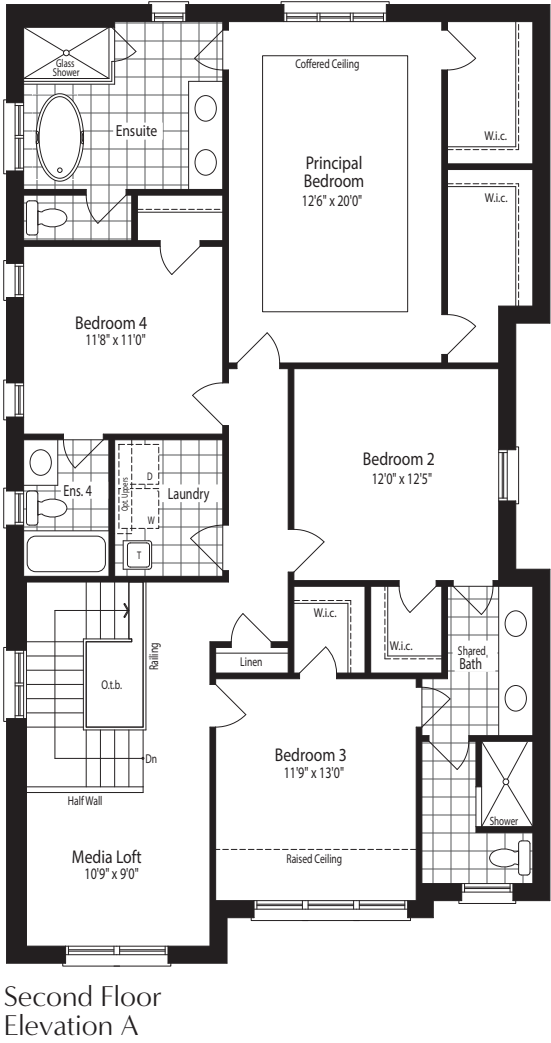 Glass
Shower
Coffered Ceiling
W.i.c.
Ensuite
Principal
Bedroom
12'6" x 20'0"
W.i.c.
Bedroom 4
11'8" x 11'0"
Bedroom 2
12'0" x 12'5"
Ens. 4
Opt. Uppers
D
W
T
Laundry
W.i.c.
W.i.c.
Shared
Bath
Linen
Railing
O.t.b.
Dn
Half Wall
Bedroom 3
11'9" x 13'0"
Shower
Media Loft
10'9" x 9'0"
Raised Ceiling
Second Floor
Elevation A